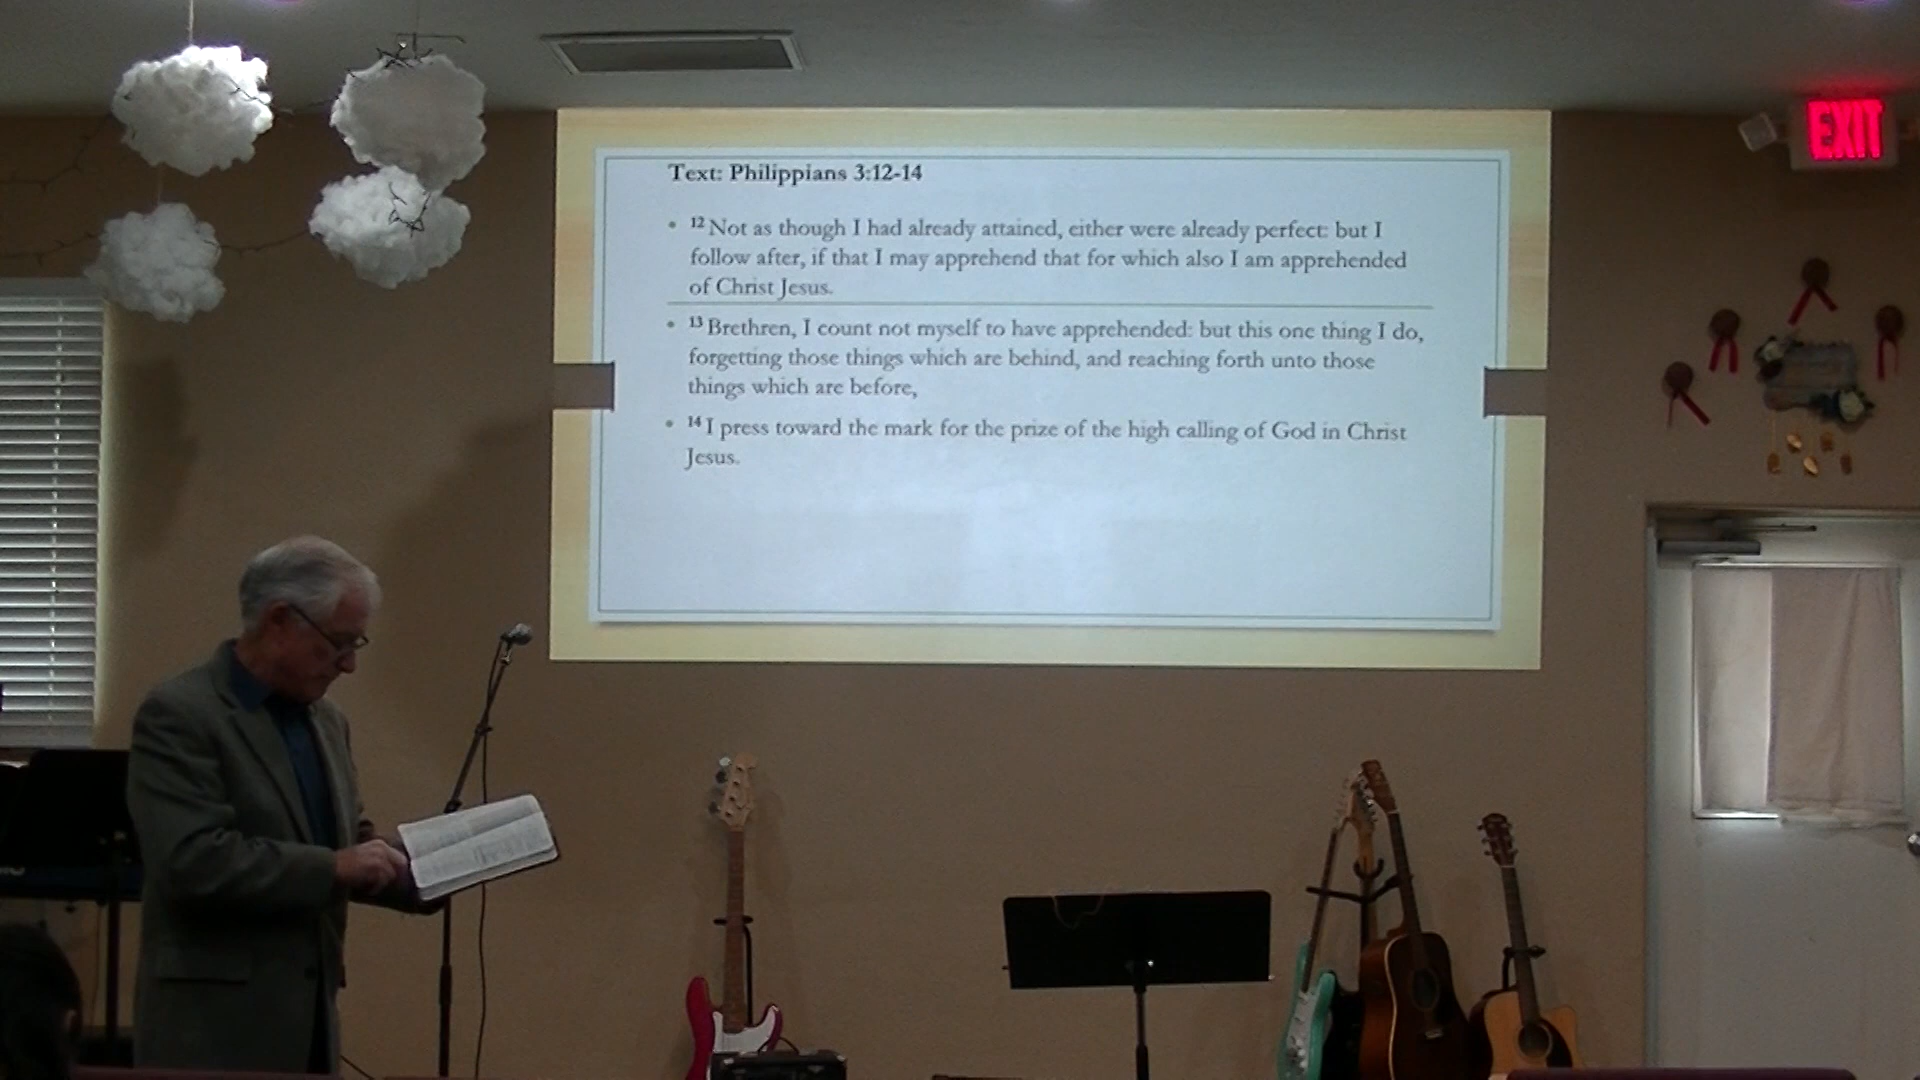 Text: Philippians 3:12-14
• 12 Not as though I had already attained, either were already perfect: but I
follow after, if that I may apprehend that for which also I am apprehended
of Christ Jesus.
• 13 Brethren, I count not myself to have apprehended: but this one thing I do,
forgetting those things which are behind, and reaching forth unto those
things which are before,
• 14 I press toward the mark for the prize of the high calling of God in Christ
Jesus.
EXIT